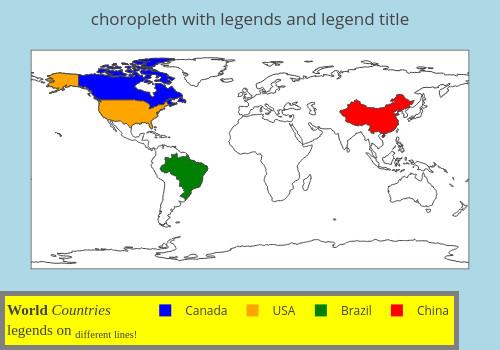 choropleth with legends and legend title
World Countries Canada USA Brazil China
legends on different lines!